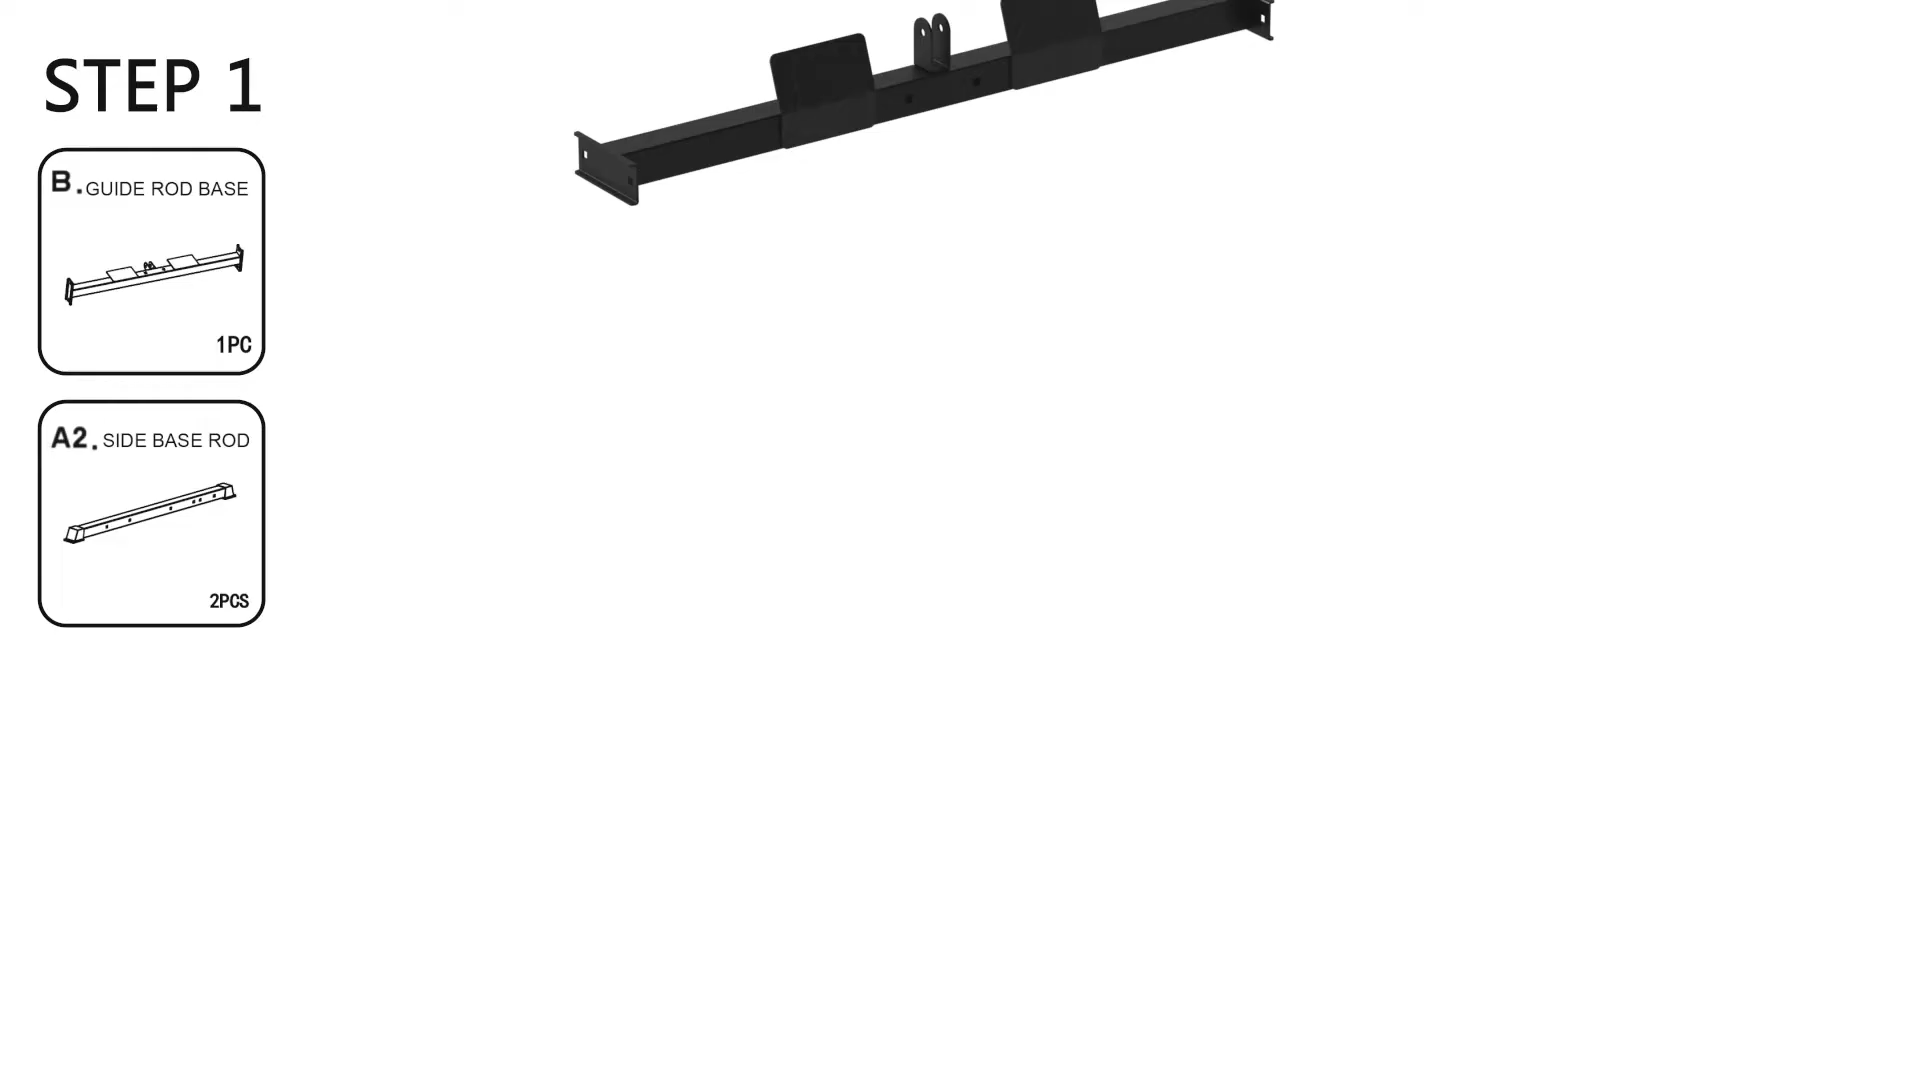 STEP 1
B. GUIDE ROD BASE
1PC
A2. SIDE BASE ROD
2PCS